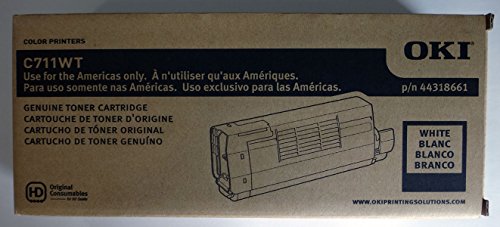 COLOR PRINTERS
C711WT
Use for the Americas only. À n'utiliser qu'aux Amériques.
Para uso somente nas Américas. Uso exclusivo para las Américas.
OKI
p/n 44318661
GENUINE TONER CARTRIDGE
CARTOUCHE DE TONER D'ORIGINE
CARTUCHO DE TÓNER ORIGINAL
CARTUCHO DE TONER GENUÍNO
WHITE
BLANC
BLANCO
BRANCO
HD
Original
Consumables
WWW.OKIPRINTINGSOLUTIONS.COM